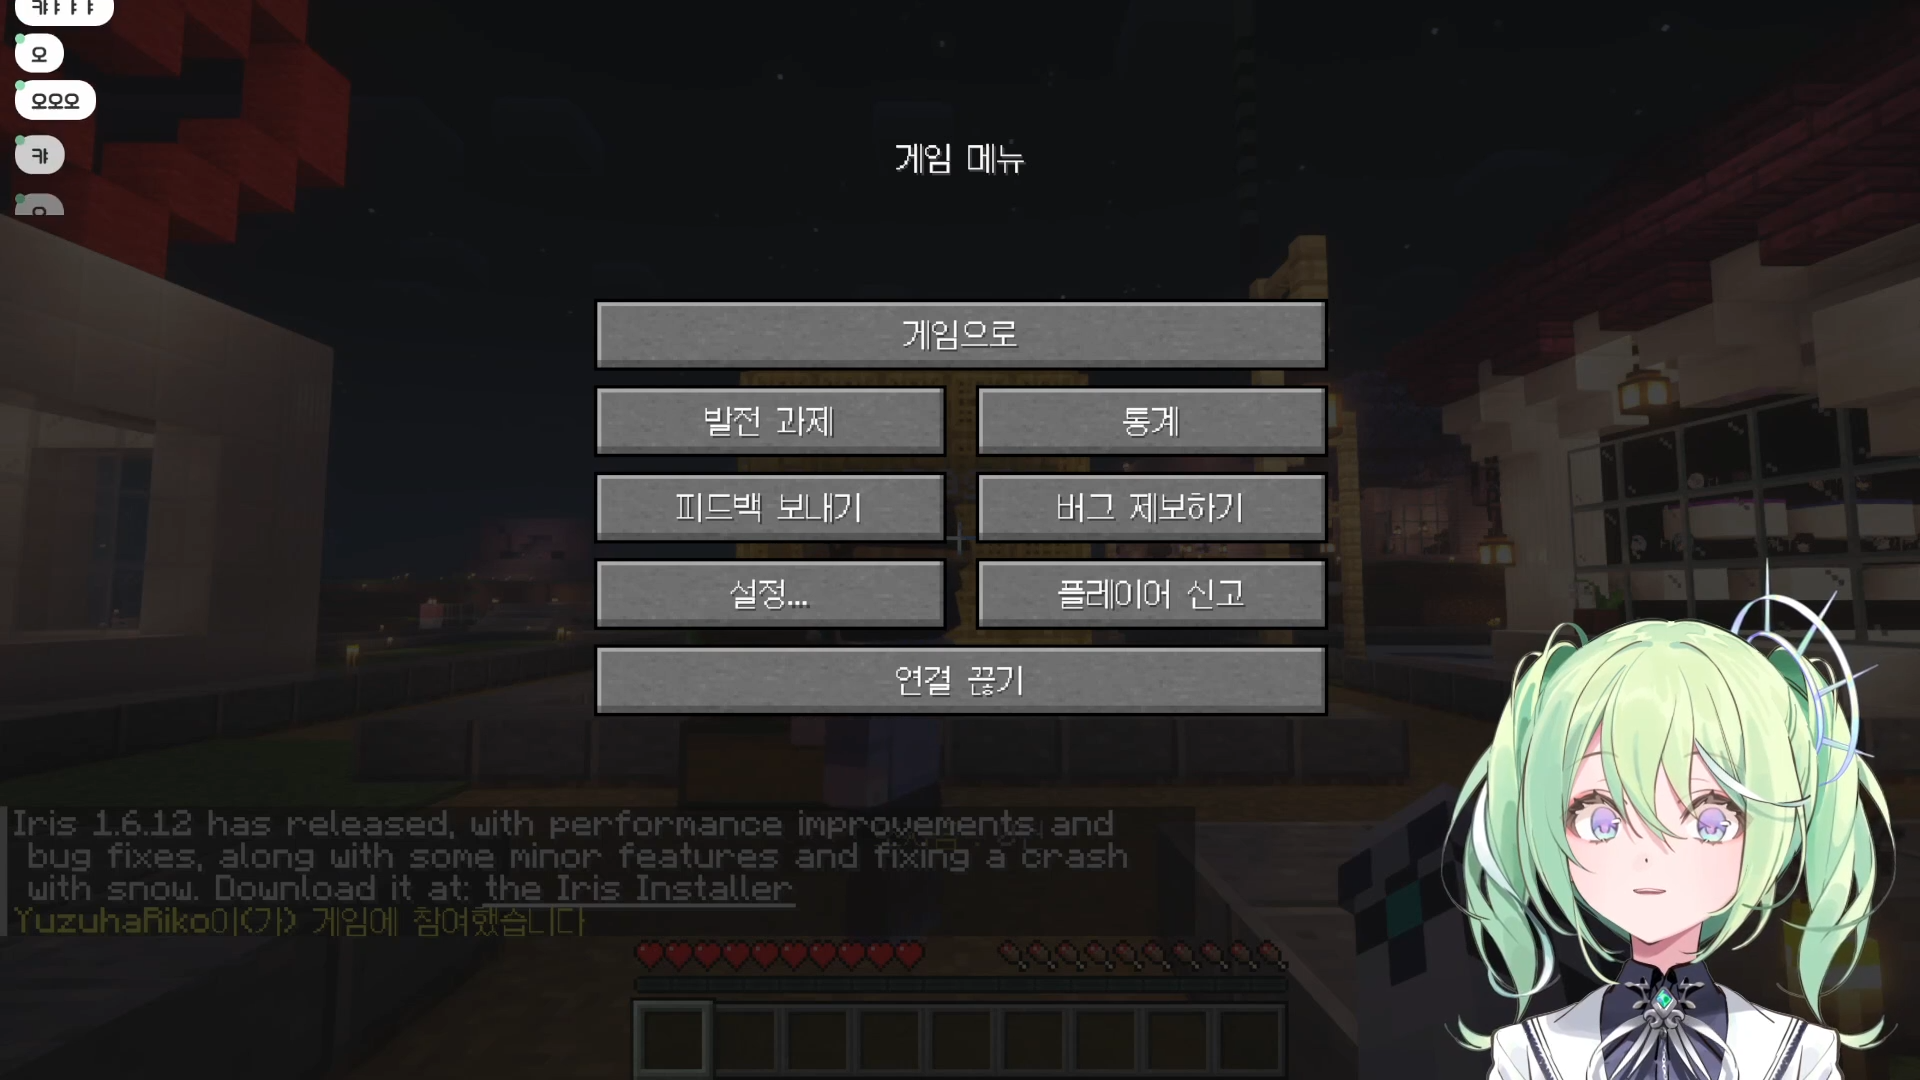 캬ㅑㅑㅑ
오
오오오
캬
오
게임 메뉴
게임으로
발전 과제
통계
피드백 보내기
버그 제보하기
설정...
플레이어 신고
연결 끊기
Iris 1.6.12 has released, with performance improvements and
bug fixes, along with some minor features and fixing a crash
with snow. Download it at: the Iris Installer
YuzuhaRiko이(가) 게임에 참여했습니다